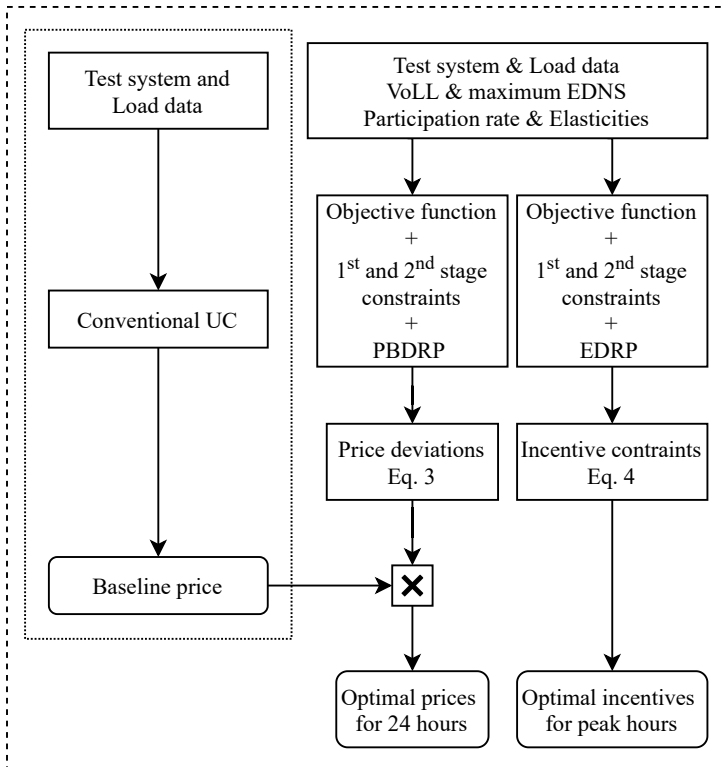 Test system and
Load data
Conventional UC
Baseline price
Test system & Load data
VoLL & maximum EDNS
Participation rate & Elasticities
Objective function
+
1st and 2nd stage
constraints
+
PBDRP
Price deviations
Eq. 3
Optimal prices
for 24 hours
Objective function
+
1st and 2nd stage
constraints
+
EDRP
Incentive contraints
Eq. 4
Optimal incentives
for peak hours